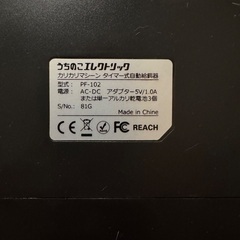 うちのこエレクトリック
カリカリマシーン タイマー式自動給餌器
型式： PF-102
電源： AC-DC アダプター5V/1.0A
または単一アルカリ乾電池3個
S/No.: 81G
Made in China
CE FC REACH